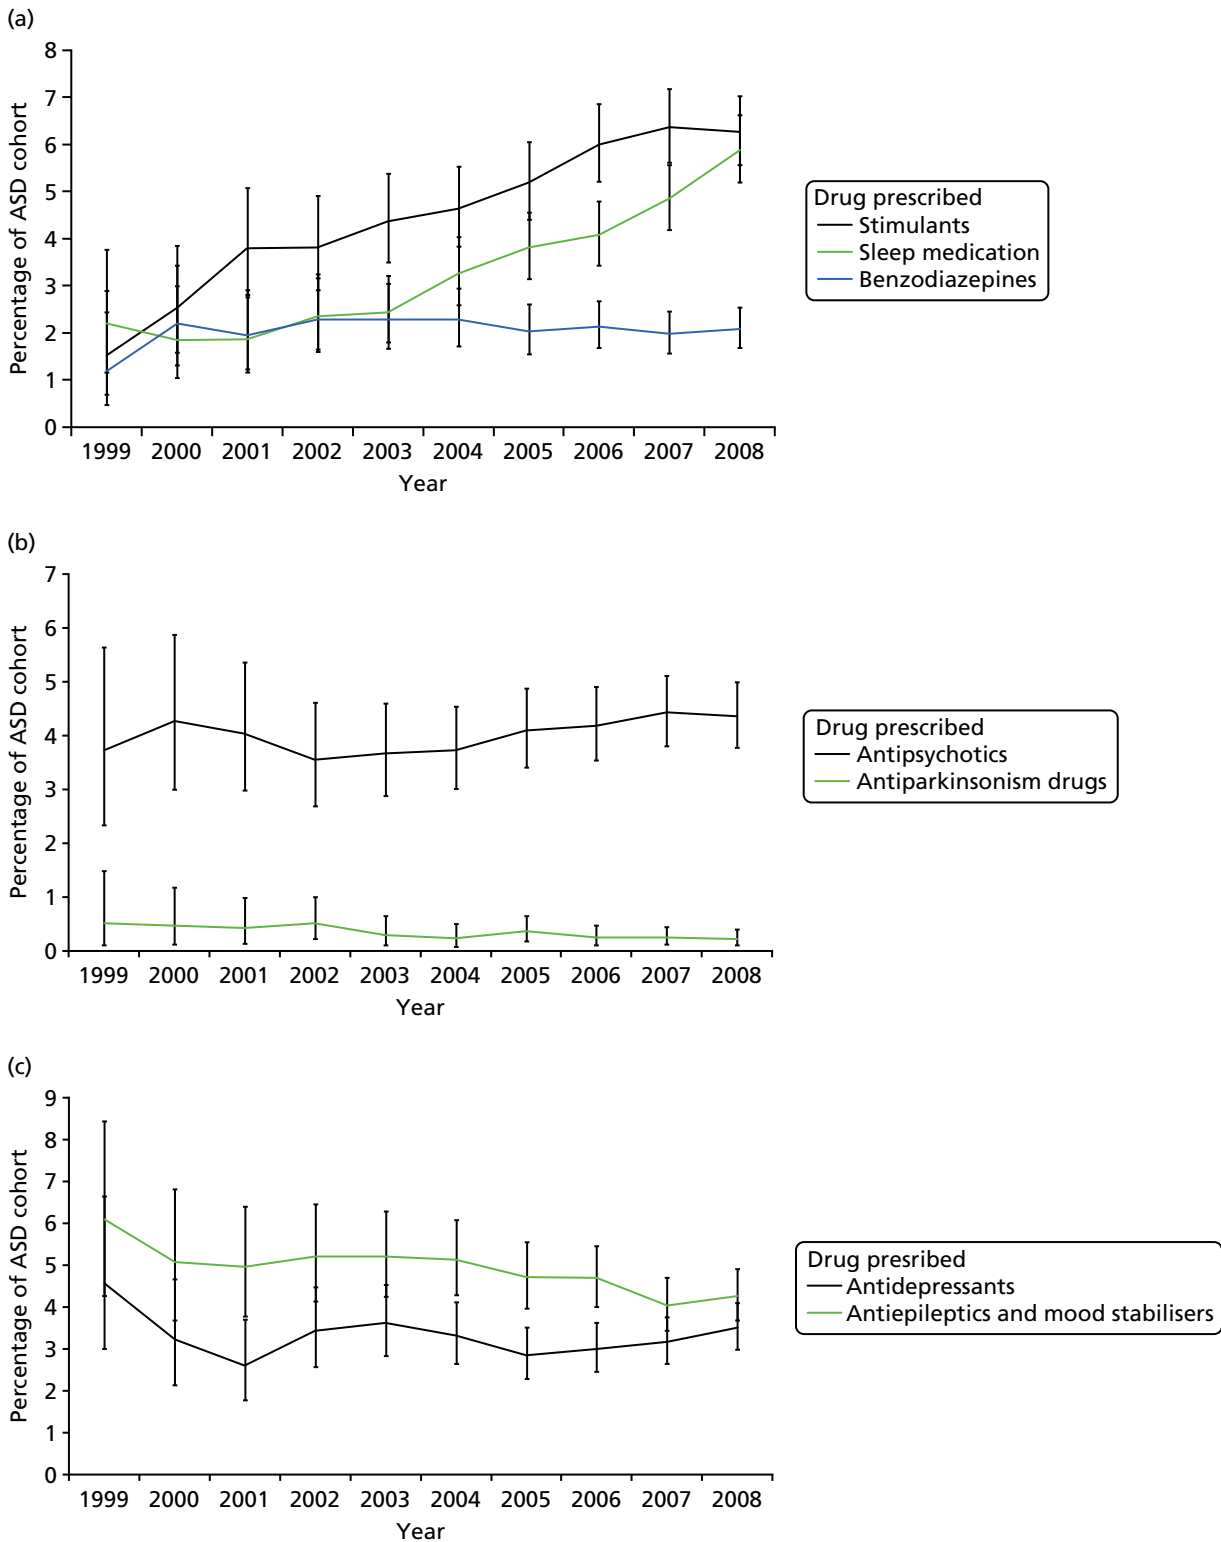 (a)
8
7
6
5
4
3
2
1
0
Percentage of ASD cohort
1999 2000 2001 2002 2003 2004 2005 2006 2007 2008
Year
Drug prescribed
Stimulants
Sleep medication
Benzodiazepines
(b)
7
6
5
4
3
2
1
0
Percentage of ASD cohort
1999 2000 2001 2002 2003 2004 2005 2006 2007 2008
Year
Drug prescribed
Antipsychotics
Antiparkinsonism drugs
(c)
9
8
7
6
5
4
3
2
1
0
Percentage of ASD cohort
1999 2000 2001 2002 2003 2004 2005 2006 2007 2008
Year
Drug presribed
Antidepressants
Antiepileptics and mood stabilisers